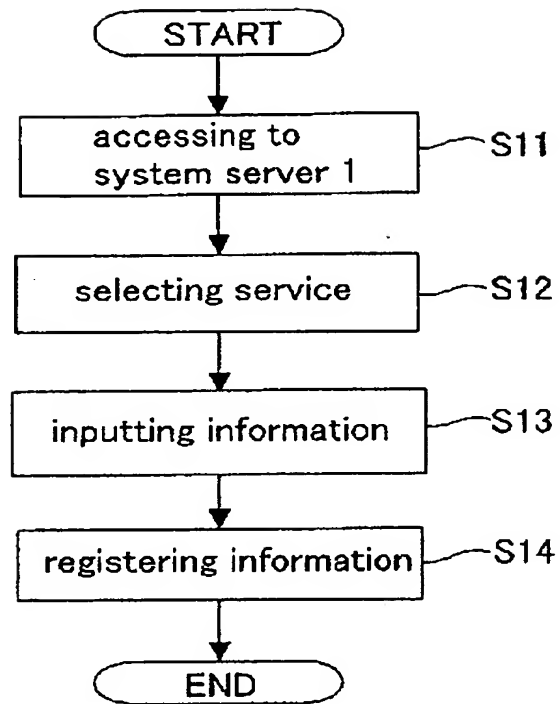 START
accessing to
system server 1
S11
selecting service
S12
inputting information
S13
registering information
S14
END